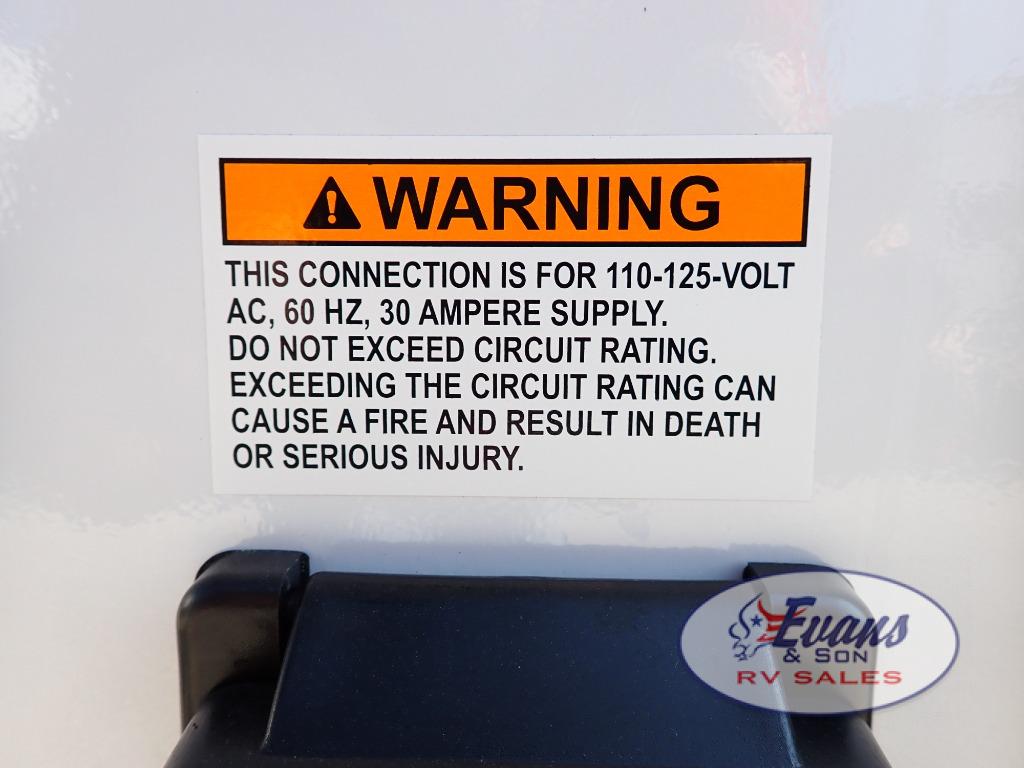 WARNING
THIS CONNECTION IS FOR 110-125-VOLT
AC, 60 HZ, 30 AMPERE SUPPLY.
DO NOT EXCEED CIRCUIT RATING.
EXCEEDING THE CIRCUIT RATING CAN
CAUSE A FIRE AND RESULT IN DEATH
OR SERIOUS INJURY.
Evans
& SON
RV SALES